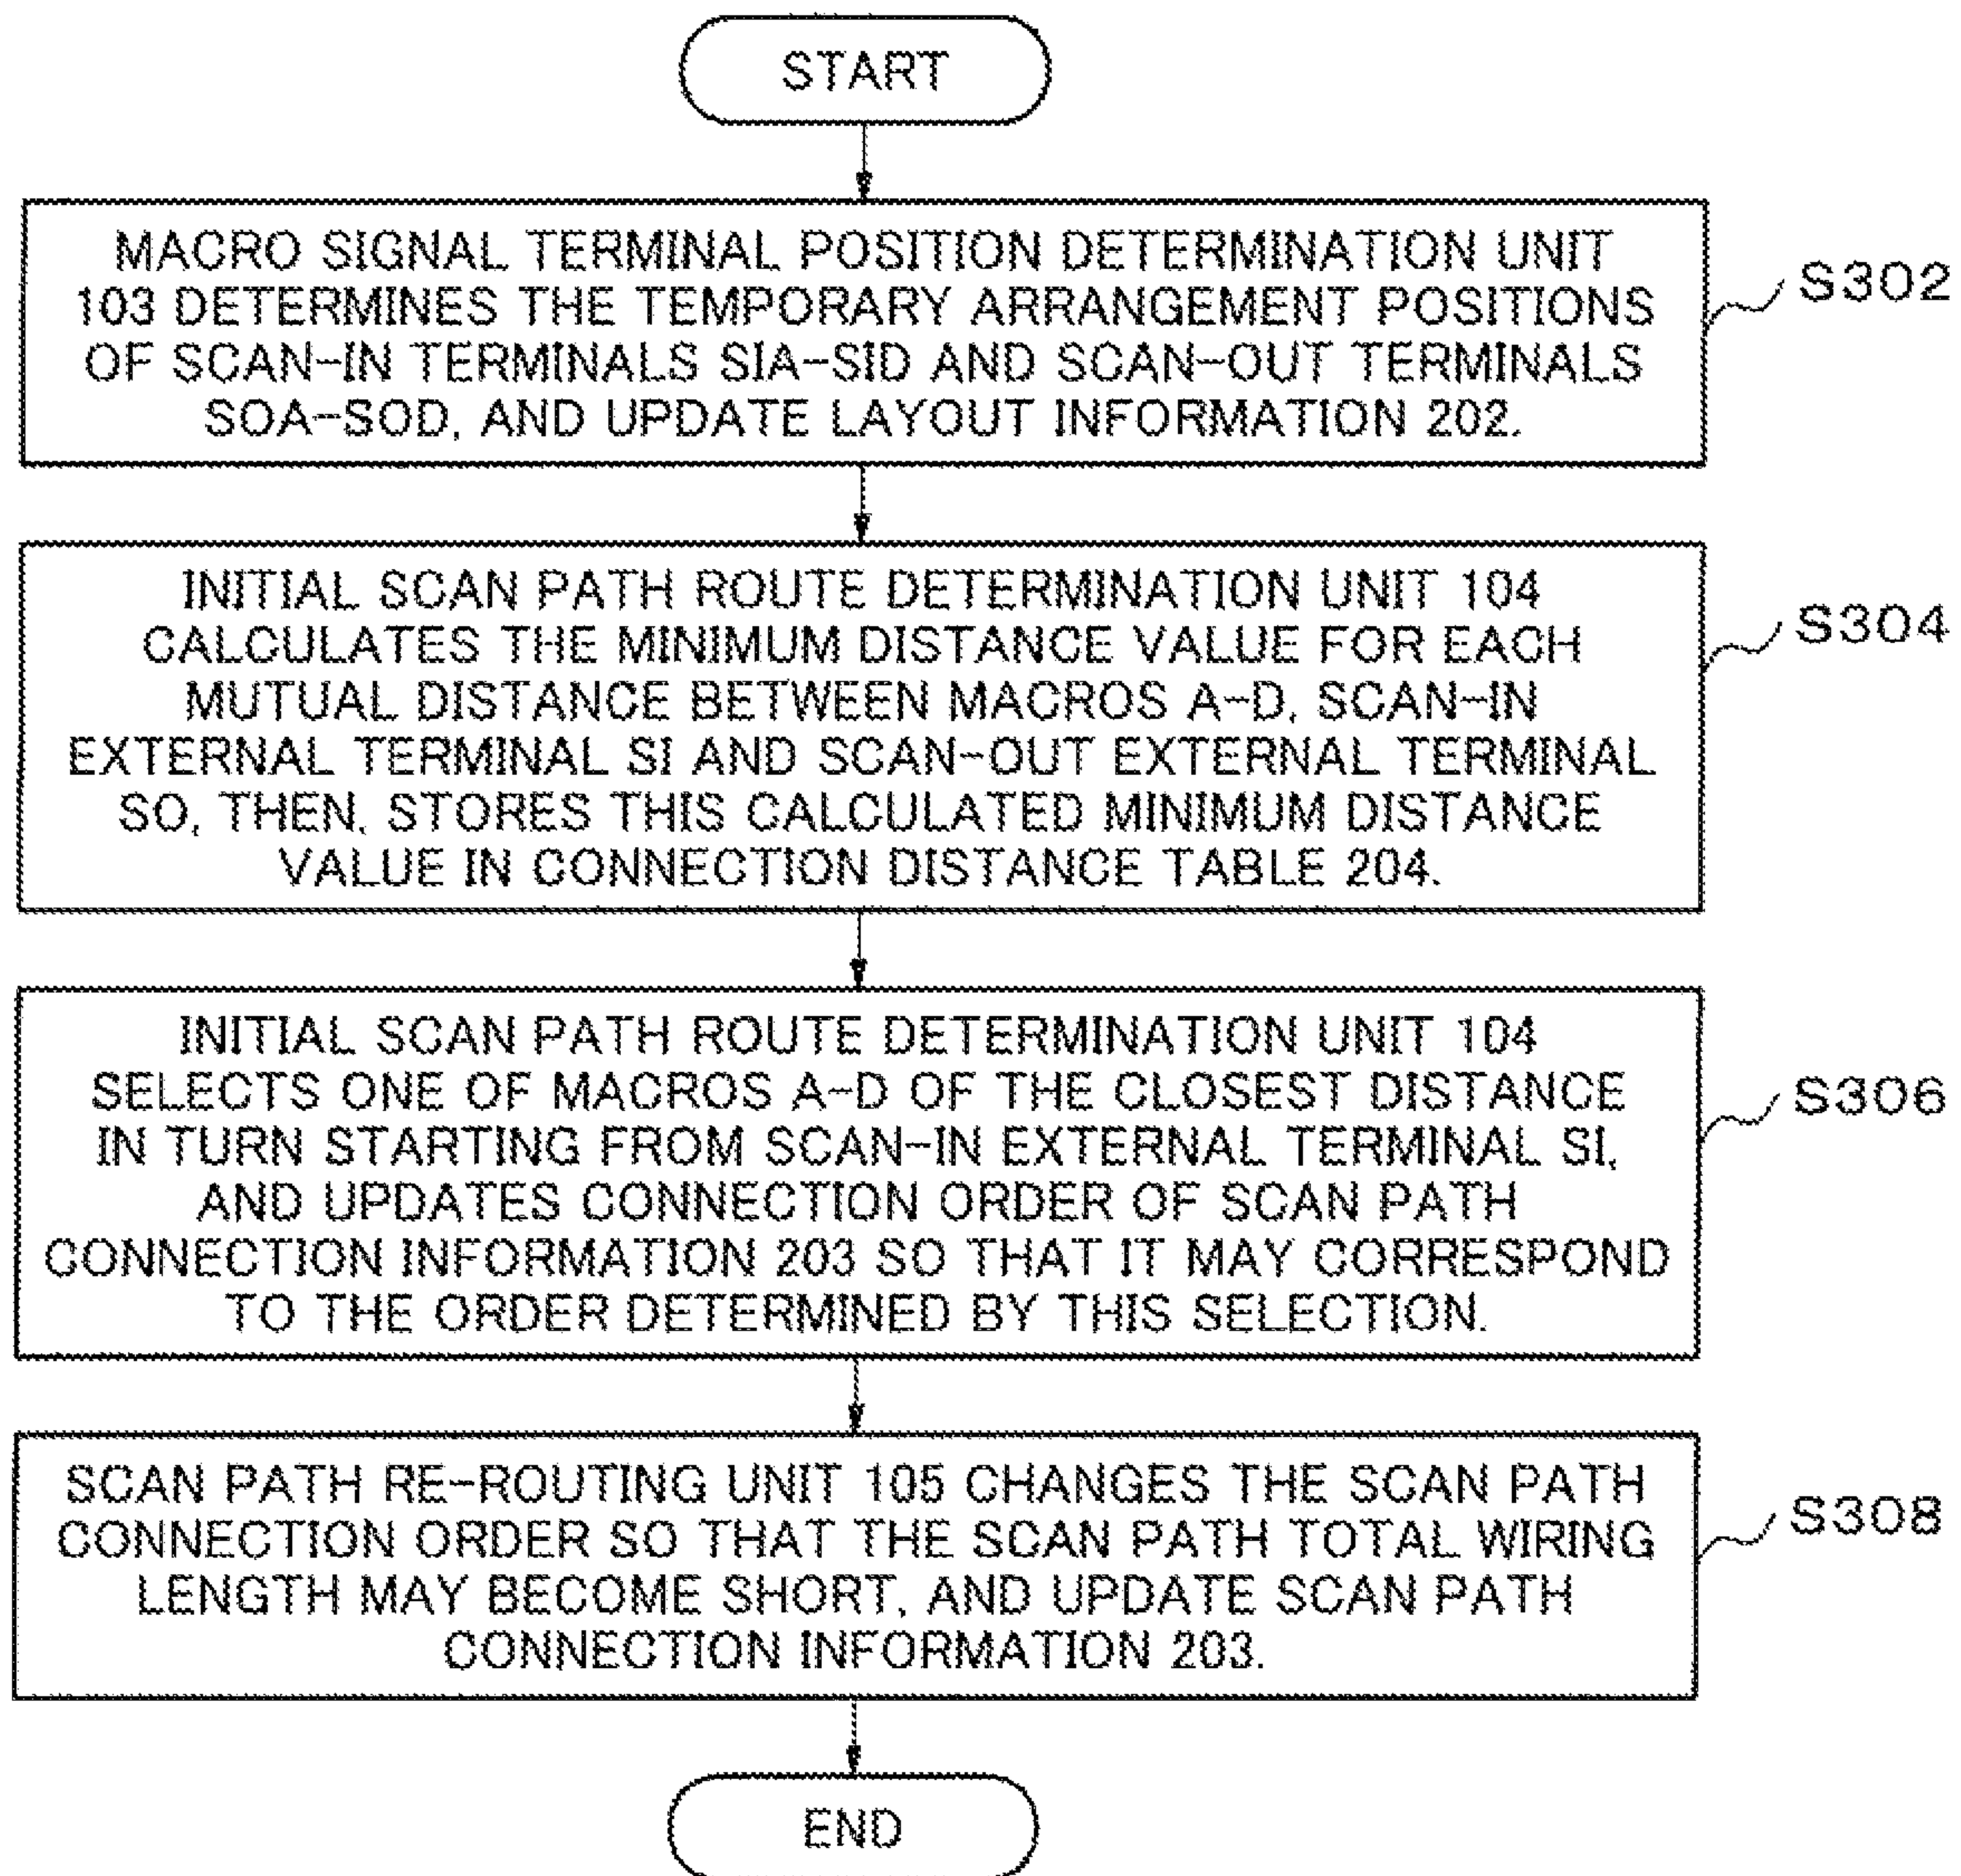 START
MACRO SIGNAL TERMINAL POSITION DETERMINATION UNIT
103 DETERMINES THE TEMPORARY ARRANGEMENT POSITIONS
OF SCAN-IN TERMINALS SIA-SID AND SCAN-OUT TERMINALS
SOA-SOD, AND UPDATE LAYOUT INFORMATION 202.
S302
INITIAL SCAN PATH ROUTE DETERMINATION UNIT 104
CALCULATES THE MINIMUM DISTANCE VALUE FOR EACH
MUTUAL DISTANCE BETWEEN MACROS A-D, SCAN-IN
EXTERNAL TERMINAL SI AND SCAN-OUT EXTERNAL TERMINAL
SO, THEN, STORES THIS CALCULATED MINIMUM DISTANCE
VALUE IN CONNECTION DISTANCE TABLE 204.
S304
INITIAL SCAN PATH ROUTE DETERMINATION UNIT 104
SELECTS ONE OF MACROS A-D OF THE CLOSEST DISTANCE
IN TURN STARTING FROM SCAN-IN EXTERNAL TERMINAL SI,
AND UPDATES CONNECTION ORDER OF SCAN PATH
CONNECTION INFORMATION 203 SO THAT IT MAY CORRESPOND
TO THE ORDER DETERMINED BY THIS SELECTION.
S306
SCAN PATH RE-ROUTING UNIT 105 CHANGES THE SCAN PATH
CONNECTION ORDER SO THAT THE SCAN PATH TOTAL WIRING
LENGTH MAY BECOME SHORT, AND UPDATE SCAN PATH
CONNECTION INFORMATION 203.
S308
END